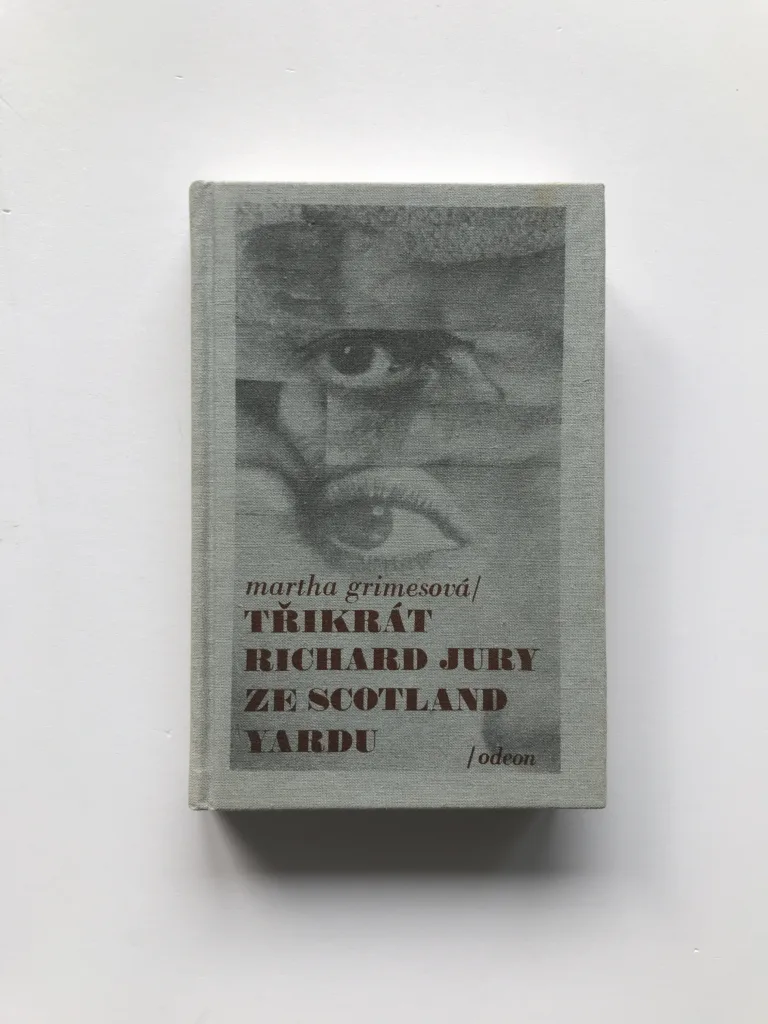 martha grimesová/
TŘIKRÁT
RICHARD JURY
ZE SCOTLAND
YARDU
/odeon